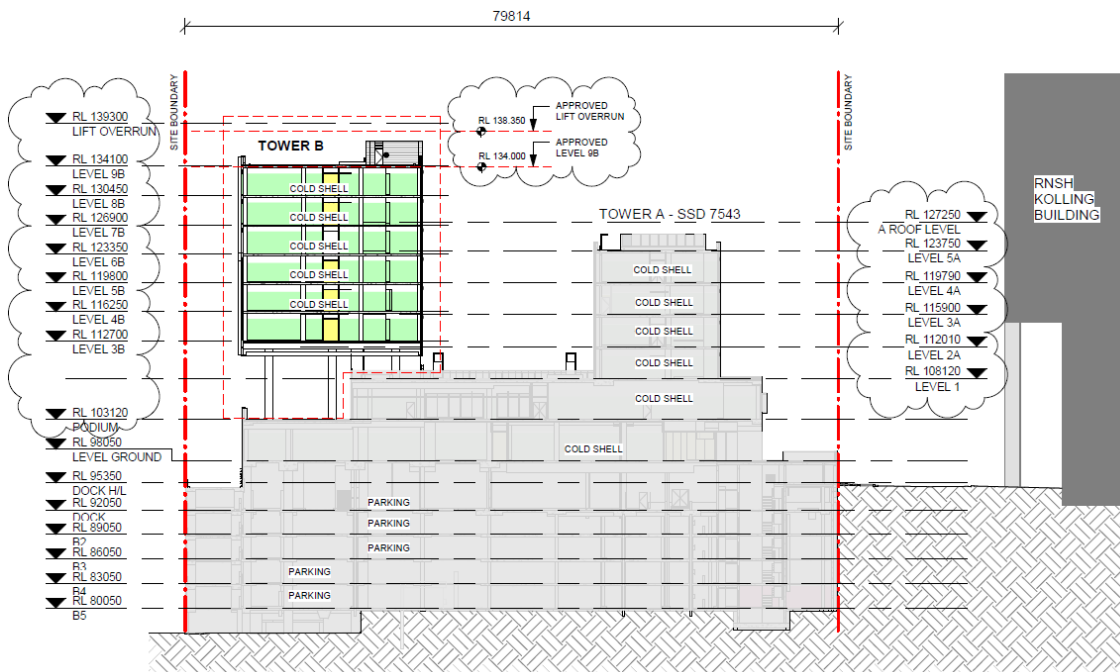 79814
SITE BOUNDARY
SITE BOUNDARY
RL 139300
LIFT OVERRUN
RL 134100
LEVEL 9B
RL 130450
LEVEL 8B
RL 126900
LEVEL 7B
RL 123350
LEVEL 6B
RL 119800
LEVEL 5B
RL 116250
LEVEL 4B
RL 112700
LEVEL 3B
RL 103120
PODIUM
RL 98050
LEVEL GROUND
RL 95350
DOCK H/L
RL 92050
DOCK
RL 89050
B2
RL 86050
B3
RL 83050
B4
RL 80050
B5
TOWER B
COLD SHELL
COLD SHELL
COLD SHELL
COLD SHELL
COLD SHELL
RL 138.350
APPROVED
LIFT OVERRUN
RL 134.000
APPROVED
LEVEL 9B
TOWER A - SSD 7543
COLD SHELL
COLD SHELL
COLD SHELL
COLD SHELL
COLD SHELL
COLD SHELL
PARKING
PARKING
PARKING
PARKING
PARKING
RL 127250
A ROOF LEVEL
RL 123750
LEVEL 5A
RL 119790
LEVEL 4A
RL 115900
LEVEL 3A
RL 112010
LEVEL 2A
RL 108120
LEVEL 1
RNSH
KOLLING
BUILDING